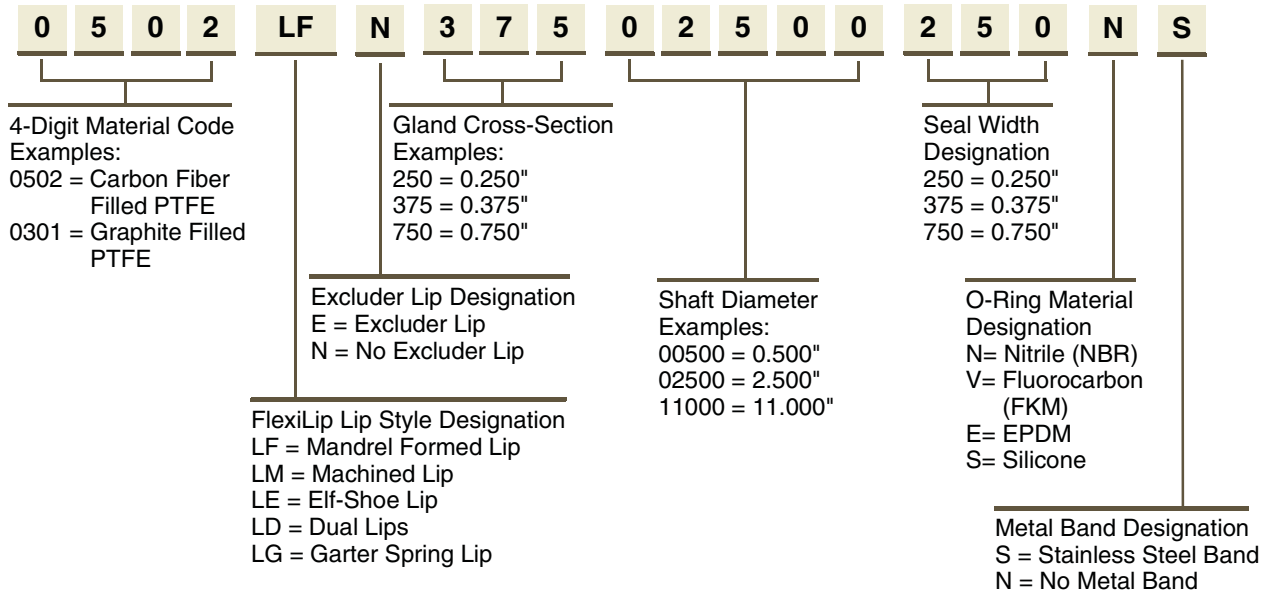 0 5 0 2 LF N 3 7 5 0 2 5 0 0 2 5 0 N S
4-Digit Material Code
Examples:
0502 = Carbon Fiber
Filled PTFE
0301 = Graphite Filled
PTFE
Gland Cross-Section
Examples:
250 = 0.250"
375 = 0.375"
750 = 0.750"
Seal Width
Designation
250 = 0.250"
375 = 0.375"
750 = 0.750"
Excluder Lip Designation
E = Excluder Lip
N = No Excluder Lip
Shaft Diameter
Examples:
00500 = 0.500"
02500 = 2.500"
11000 = 11.000"
O-Ring Material
Designation
N= Nitrile (NBR)
V= Fluorocarbon
(FKM)
E= EPDM
S= Silicone
FlexiLip Lip Style Designation
LF = Mandrel Formed Lip
LM = Machined Lip
LE = Elf-Shoe Lip
LD = Dual Lips
LG = Garter Spring Lip
Metal Band Designation
S = Stainless Steel Band
N = No Metal Band